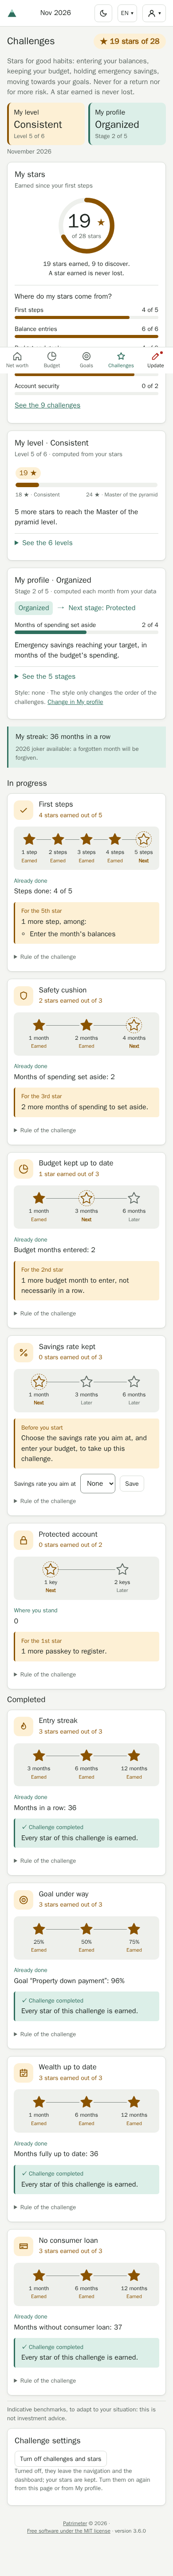 Nov 2026
EN ▾
Challenges
★ 19 stars of 28
Stars for good habits: entering your balances,
keeping your budget, holding emergency savings,
moving towards your goals. Never for a return nor
for more risk. A star earned is never lost.
My level
Consistent
Level 5 of 6
My profile
Organized
Stage 2 of 5
November 2026
My stars
Earned since your first steps
19 ★
of 28 stars
19 stars earned, 9 to discover.
A star earned is never lost.
Where do my stars come from?
First steps
4 of 5
Balance entries
6 of 6
Net worth
Budget
Goals
Challenges
Update
Account security
0 of 2
See the 9 challenges
My level · Consistent
Level 5 of 6 · computed from your stars
19 ★
18 ★ · Consistent
24 ★ · Master of the pyramid
5 more stars to reach the Master of the
pyramid level.
▸ See the 6 levels
My profile · Organized
Stage 2 of 5 · computed each month from your data
Organized → Next stage: Protected
Months of spending set aside
2 of 4
Emergency savings reaching your target, in
months of the budget's spending.
▸ See the 5 stages
Style: none · The style only changes the order of the
challenges. Change in My profile
My streak: 36 months in a row
2026 joker available: a forgotten month will be
forgiven.
In progress
First steps
4 stars earned out of 5
1 step
2 steps
3 steps
4 steps
5 steps
Earned
Earned
Earned
Earned
Next
Already done
Steps done: 4 of 5
For the 5th star
1 more step, among:
Enter the month's balances
▸ Rule of the challenge
Safety cushion
2 stars earned out of 3
1 month
2 months
4 months
Earned
Earned
Next
Already done
Months of spending set aside: 2
For the 3rd star
2 more months of spending to set aside.
▸ Rule of the challenge
Budget kept up to date
1 star earned out of 3
1 month
3 months
6 months
Earned
Next
Later
Already done
Budget months entered: 2
For the 2nd star
1 more budget month to enter, not
necessarily in a row.
▸ Rule of the challenge
Savings rate kept
0 stars earned out of 3
1 month
3 months
6 months
Next
Later
Later
Before you start
Choose the savings rate you aim at, and
enter your budget, to take up this
challenge.
Savings rate you aim at
None
Save
▸ Rule of the challenge
Protected account
0 stars earned out of 2
1 key
2 keys
Next
Later
Where you stand
0
For the 1st star
1 more passkey to register.
▸ Rule of the challenge
Completed
Entry streak
3 stars earned out of 3
3 months
6 months
12 months
Earned
Earned
Earned
Already done
Months in a row: 36
✓ Challenge completed
Every star of this challenge is earned.
▸ Rule of the challenge
Goal under way
3 stars earned out of 3
25%
50%
75%
Earned
Earned
Earned
Already done
Goal "Property down payment": 96%
✓ Challenge completed
Every star of this challenge is earned.
▸ Rule of the challenge
Wealth up to date
3 stars earned out of 3
1 month
6 months
12 months
Earned
Earned
Earned
Already done
Months fully up to date: 36
✓ Challenge completed
Every star of this challenge is earned.
▸ Rule of the challenge
No consumer loan
3 stars earned out of 3
1 month
6 months
12 months
Earned
Earned
Earned
Already done
Months without consumer loan: 37
✓ Challenge completed
Every star of this challenge is earned.
▸ Rule of the challenge
Indicative benchmarks, to adapt to your situation: this is
not investment advice.
Challenge settings
Turn off challenges and stars
Turned off, they leave the navigation and the
dashboard; your stars are kept. Turn them on again
from this page or from My profile.
Patrimeter © 2026 ·
Free software under the MIT license · version 3.6.0